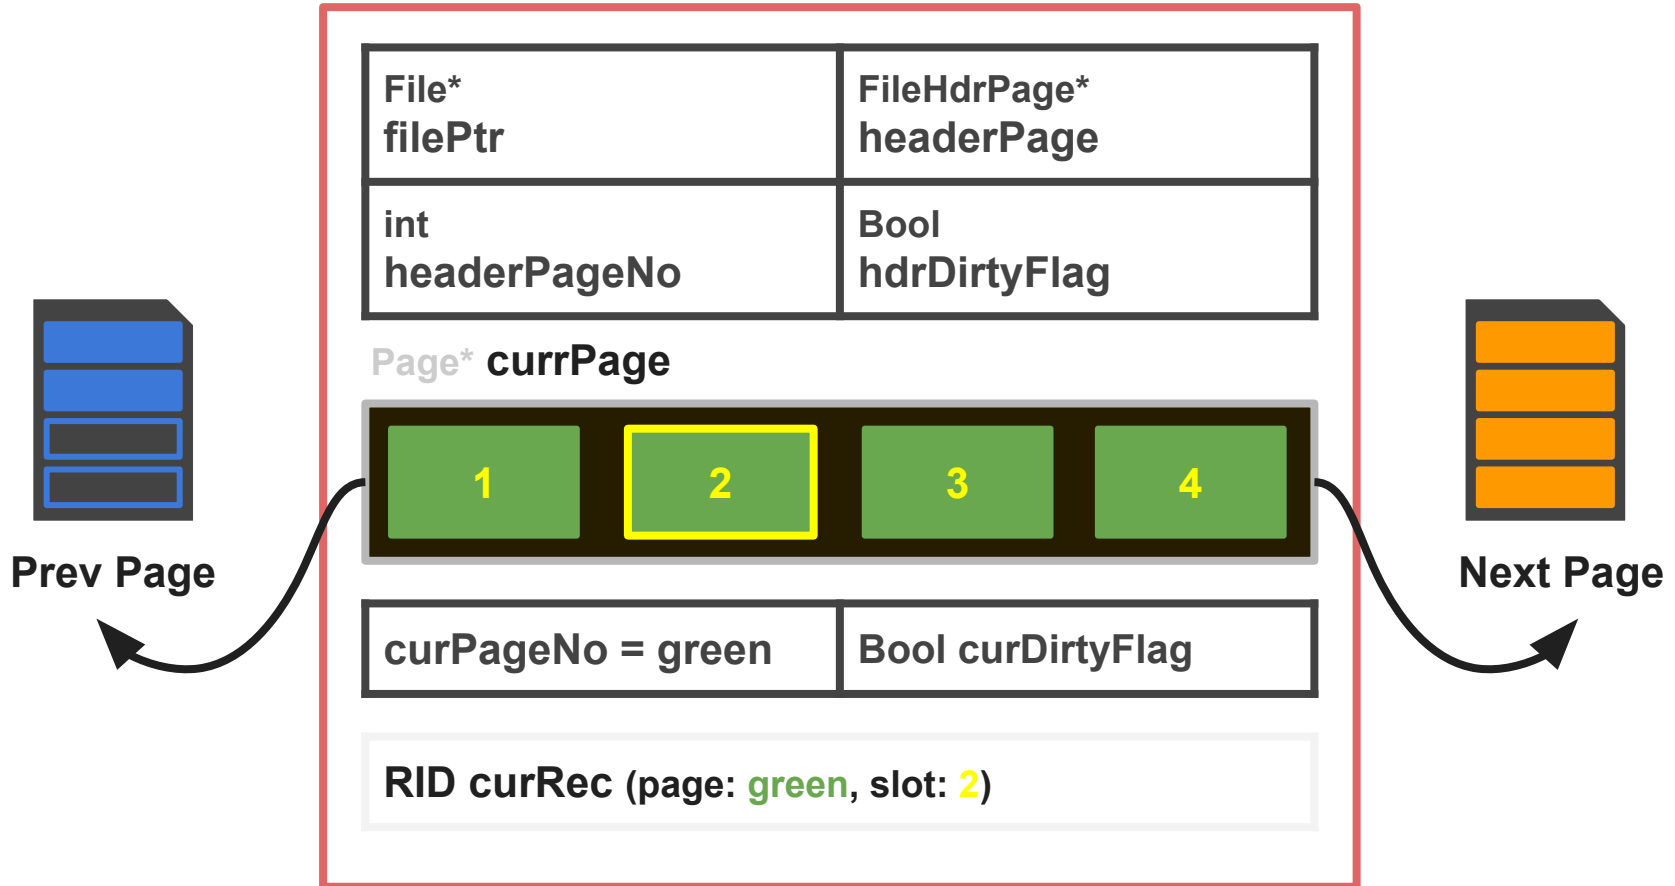 File*
filePtr
FileHdrPage*
headerPage
int
headerPageNo
Bool
hdrDirtyFlag
Page* currPage
1
2
3
4
Prev Page
Next Page
curPageNo = green
Bool curDirtyFlag
RID curRec (page: green, slot: 2)